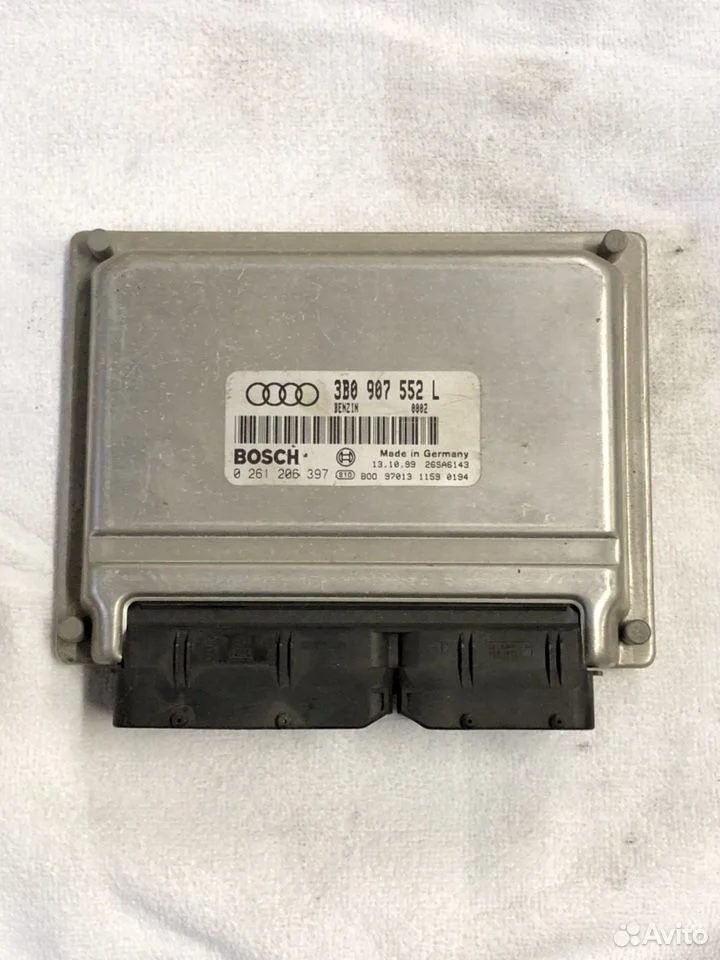 3B0 907 552 L
BENZIN 0002
BOSCH Made in Germany
13.10.99 26SA6143
0 261 206 397 B00 97013 1159 0194
Avito